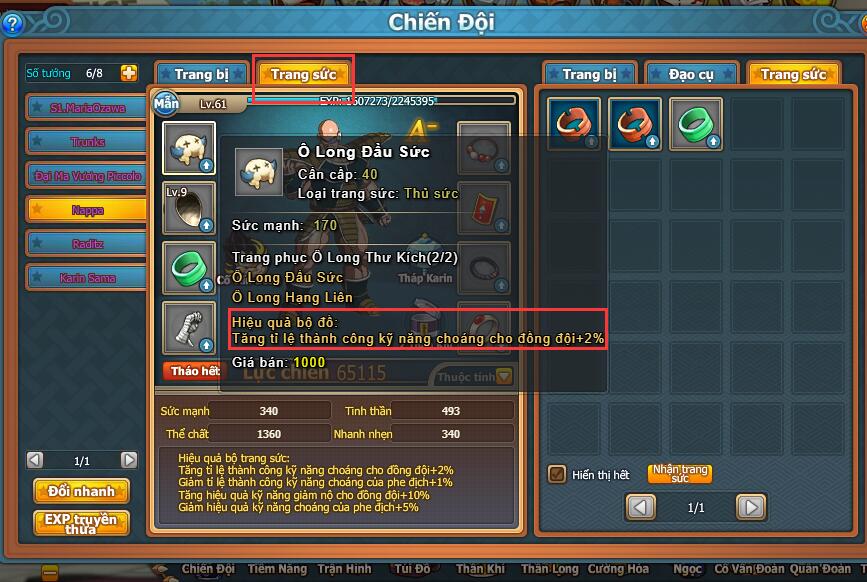 Chiến Đội
Số tướng 6/8
S1.MariaOzawa
Trunks
Đại Ma Vương Piccolo
Nappa
Raditz
Karin Sama
1/1
Đổi nhanh
EXP truyền thừa
Trang bị
Trang sức
Mẫn
Lv.61
EXP: 1607273/2245395
A-
Lv.9
Ô Long Đầu Sức
Cần cấp: 40
Loại trang sức: Thủ sức
Sức mạnh: 170
Trang phục Ô Long Thư Kích(2/2)
Ô Long Đầu Sức
Ô Long Hạng Liên
Tháp Karin
Hiệu quả bộ đồ:
Tăng tỉ lệ thành công kỹ năng choáng cho đồng đội+2%
Giá bán: 1000
Tháo hết
Lực chiến 65115
Thuộc tính
Sức mạnh 340
Tinh thần 493
Thể chất 1360
Nhanh nhẹn 340
Hiệu quả bộ trang sức:
Tăng tỉ lệ thành công kỹ năng choáng cho đồng đội+2%
Giảm tỉ lệ thành công kỹ năng choáng của phe địch+1%
Tăng hiệu quả kỹ năng giảm nộ cho đồng đội+10%
Giảm hiệu quả kỹ năng choáng của phe địch+5%
Trang bị
Đạo cụ
Trang sức
Hiển thị hết
Nhận trang sức
1/1
Chiến Đội Tiềm Năng Trận Hình Túi Đồ Thần Khí Thần Long Cường Hóa Ngọc Cố Vấn Đoàn Quân Đoàn